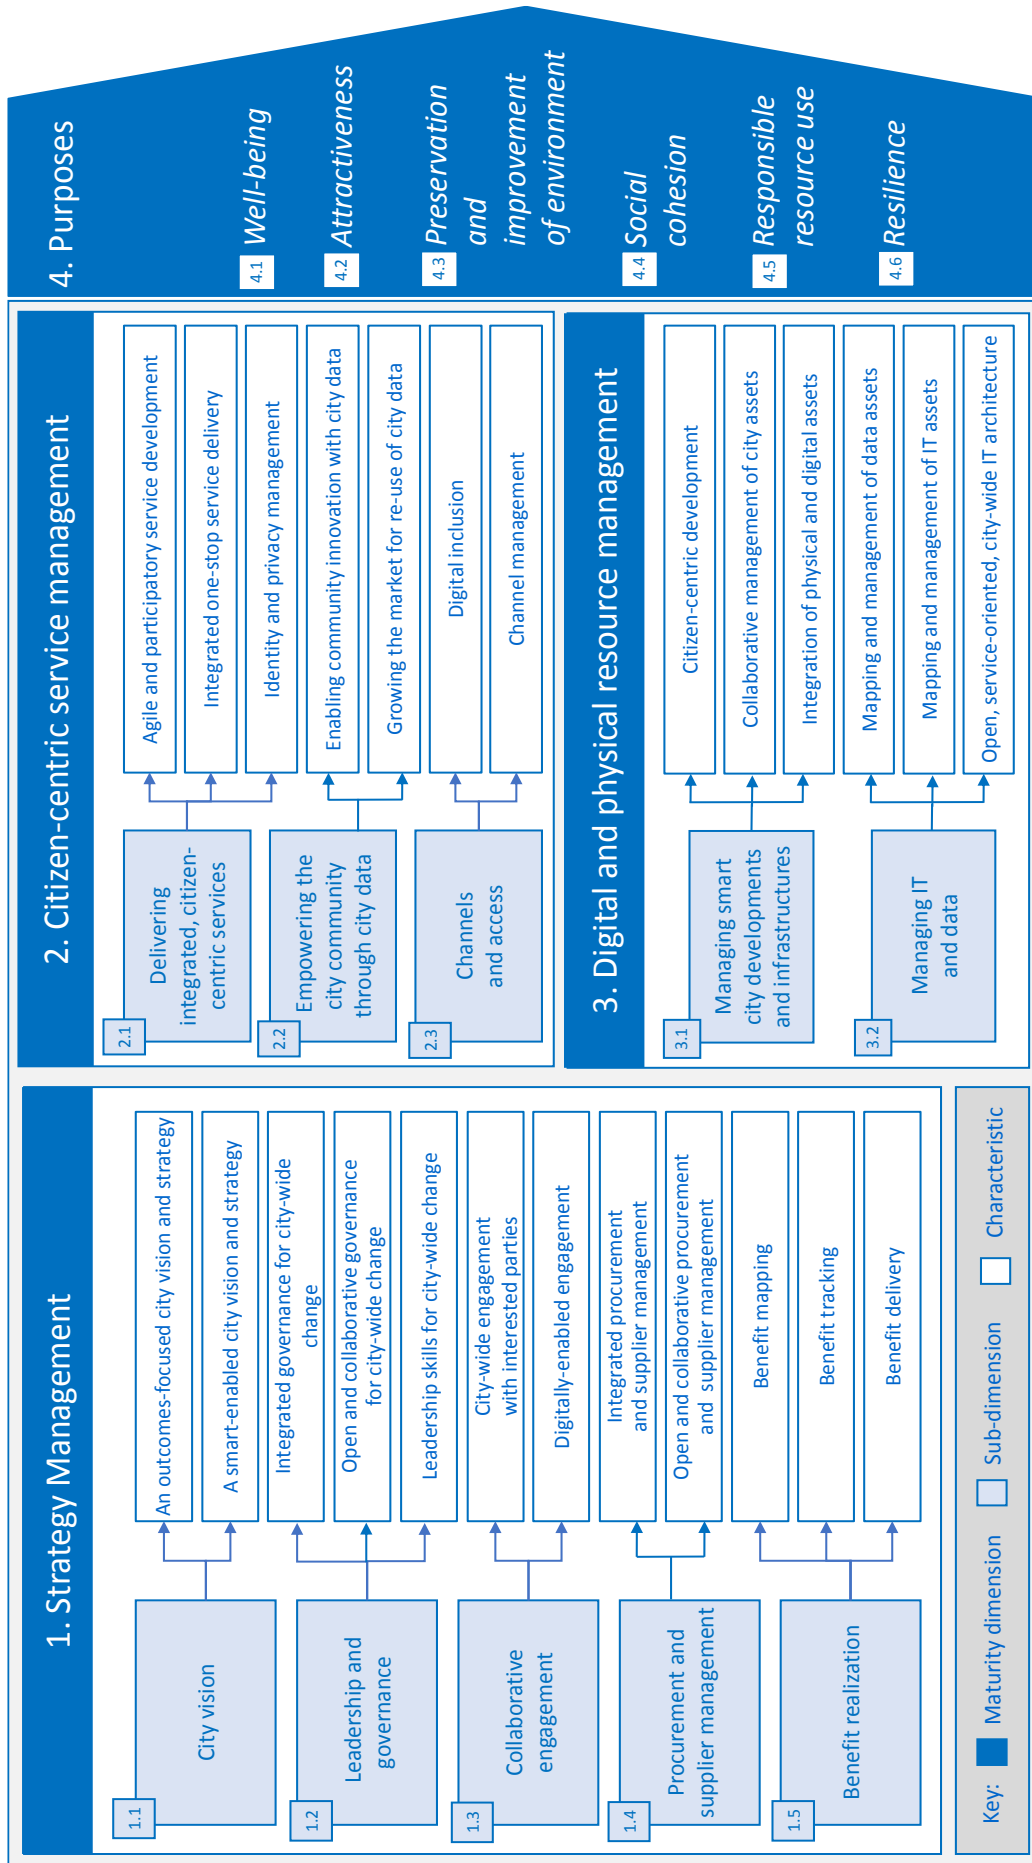 1. Strategy Management
1.1
City vision
An outcomes-focused city vision and strategy
A smart-enabled city vision and strategy
1.2
Leadership and
governance
Integrated governance for city-wide
change
Open and collaborative governance
for city-wide change
Leadership skills for city-wide change
1.3
Collaborative
engagement
City-wide engagement
with interested parties
Digitally-enabled engagement
1.4
Procurement and
supplier management
Integrated procurement
and supplier management
Open and collaborative procurement
and supplier management
1.5
Benefit realization
Benefit mapping
Benefit tracking
Benefit delivery
2. Citizen-centric service management
2.1
Delivering
integrated, citizen-
centric services
Agile and participatory service development
Integrated one-stop service delivery
Identity and privacy management
2.2
Empowering the
city community
through city data
Enabling community innovation with city data
Growing the market for re-use of city data
2.3
Channels
and access
Digital inclusion
Channel management
3. Digital and physical resource management
3.1
Managing smart
city developments
and infrastructures
Citizen-centric development
Collaborative management of city assets
Integration of physical and digital assets
3.2
Managing IT
and data
Mapping and management of data assets
Mapping and management of IT assets
Open, service-oriented, city-wide IT architecture
4. Purposes
4.1 Well-being
4.2 Attractiveness
4.3 Preservation
and
improvement
of environment
4.4 Social
cohesion
4.5 Responsible
resource use
4.6 Resilience
Key: Maturity dimension Sub-dimension Characteristic